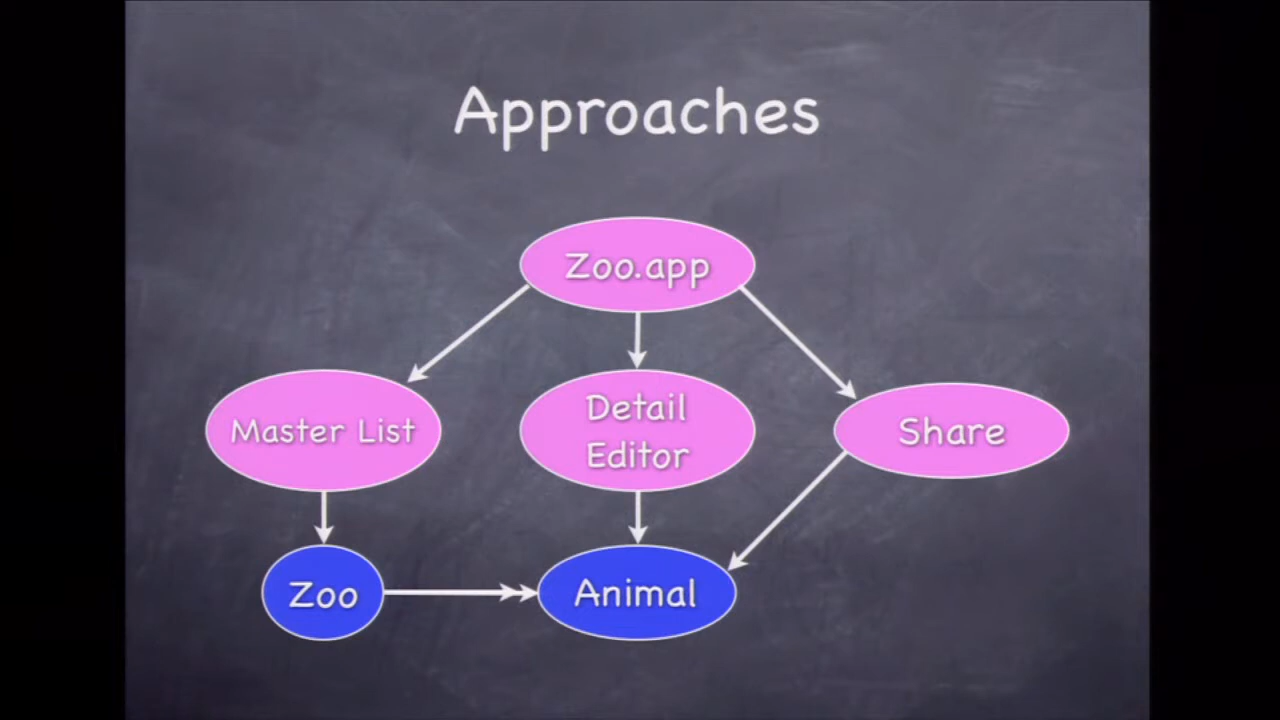 Approaches
Zoo.app
Master List
Detail
Editor
Share
Zoo
Animal